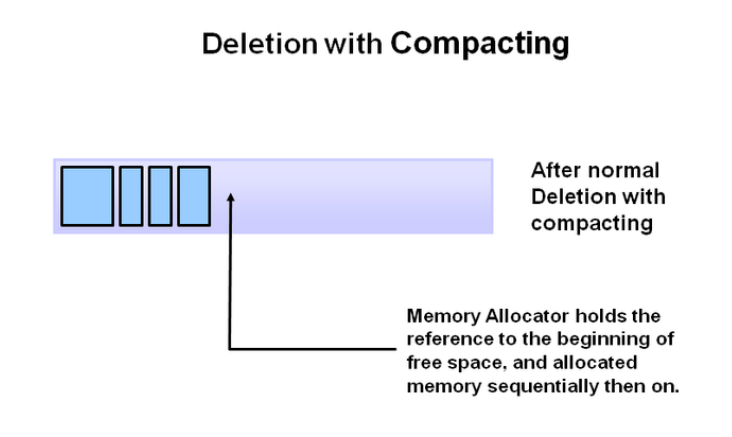 Deletion with Compacting
After normal
Deletion with
compacting
Memory Allocator holds the
reference to the beginning of
free space, and allocated
memory sequentially then on.